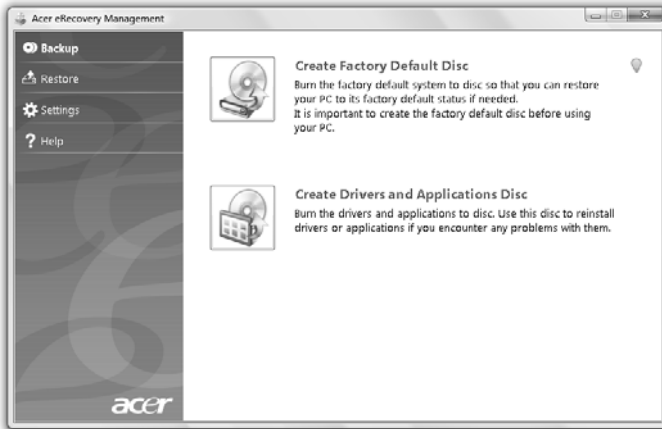 Acer eRecovery Management
Backup
Restore
Settings
Help
Create Factory Default Disc
Burn the factory default system to disc so that you can restore
your PC to its factory default status if needed.
It is important to create the factory default disc before using
your PC.
Create Drivers and Applications Disc
Burn the drivers and applications to disc. Use this disc to reinstall
drivers or applications if you encounter any problems with them.
acer